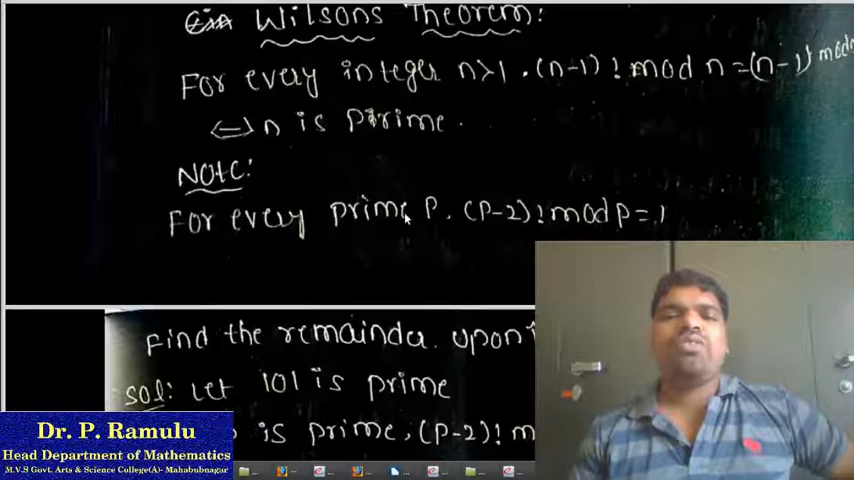 Wilsons Theorem:
For every integer n>1 . (n-1)! mod n = (n-1) mod
⟺ n is prime.
Note:
For every prime P. (P-2)! mod P = 1
Find the remainder upon
sol: Let 101 is prime
is prime, (P-2)! m
Dr. P. Ramulu
Head Department of Mathematics
M.V.S Govt. Arts & Science College(A)- Mahabubnagar